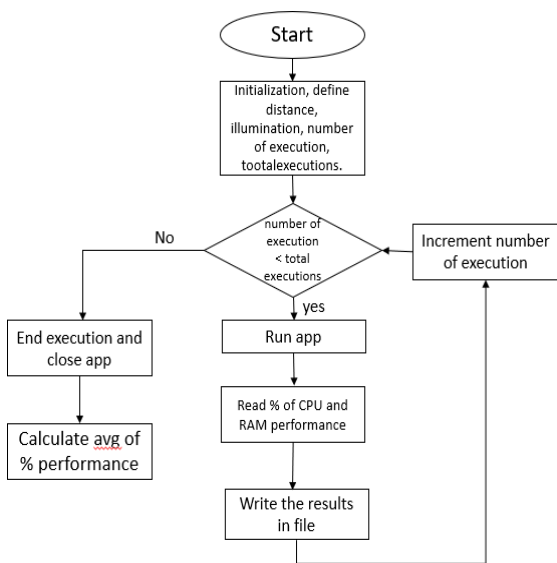 Start
Initialization, define
distance,
illumination, number
of execution,
tootalexecutions.
number of
execution
< total
executions
No
yes
Increment number
of execution
End execution and
close app
Run app
Calculate avg of
% performance
Read % of CPU and
RAM performance
Write the results
in file